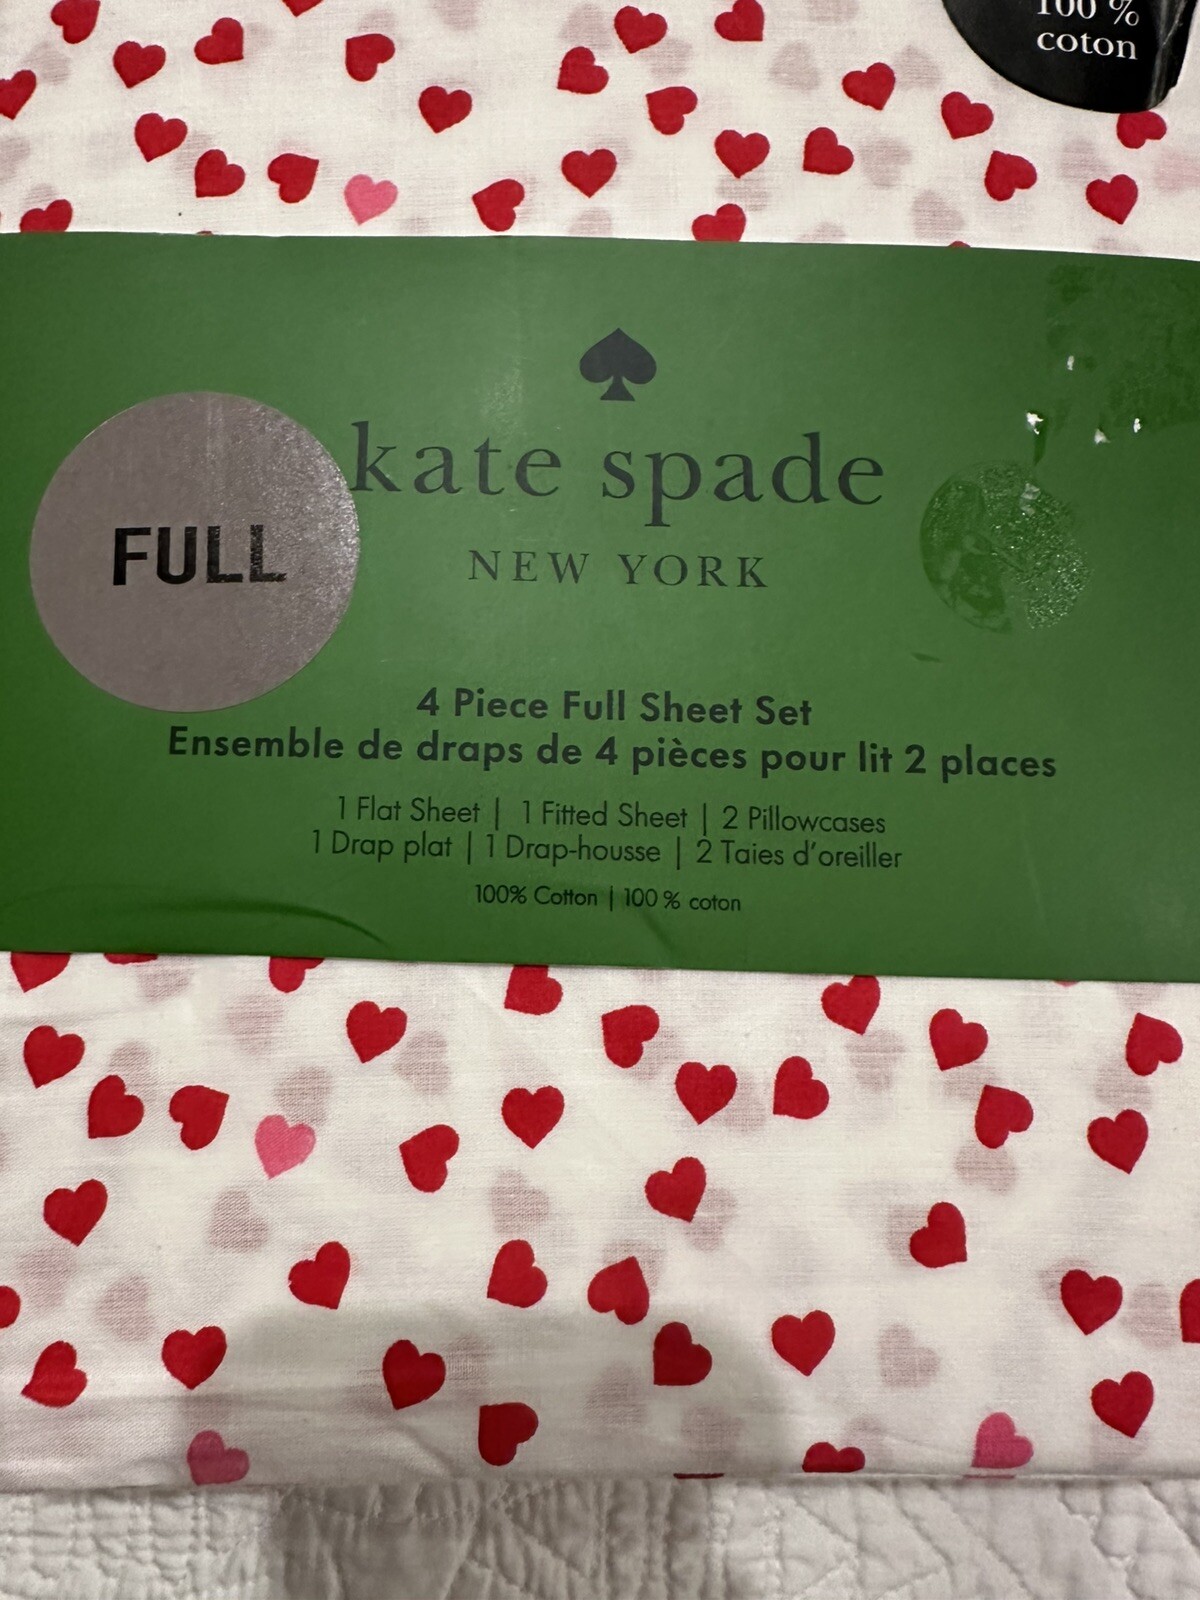 100 %
coton
kate spade
NEW YORK
FULL
4 Piece Full Sheet Set
Ensemble de draps de 4 pièces pour lit 2 places
1 Flat Sheet | 1 Fitted Sheet | 2 Pillowcases
1 Drap plat | 1 Drap-housse | 2 Taies d'oreiller
100% Cotton | 100 % coton